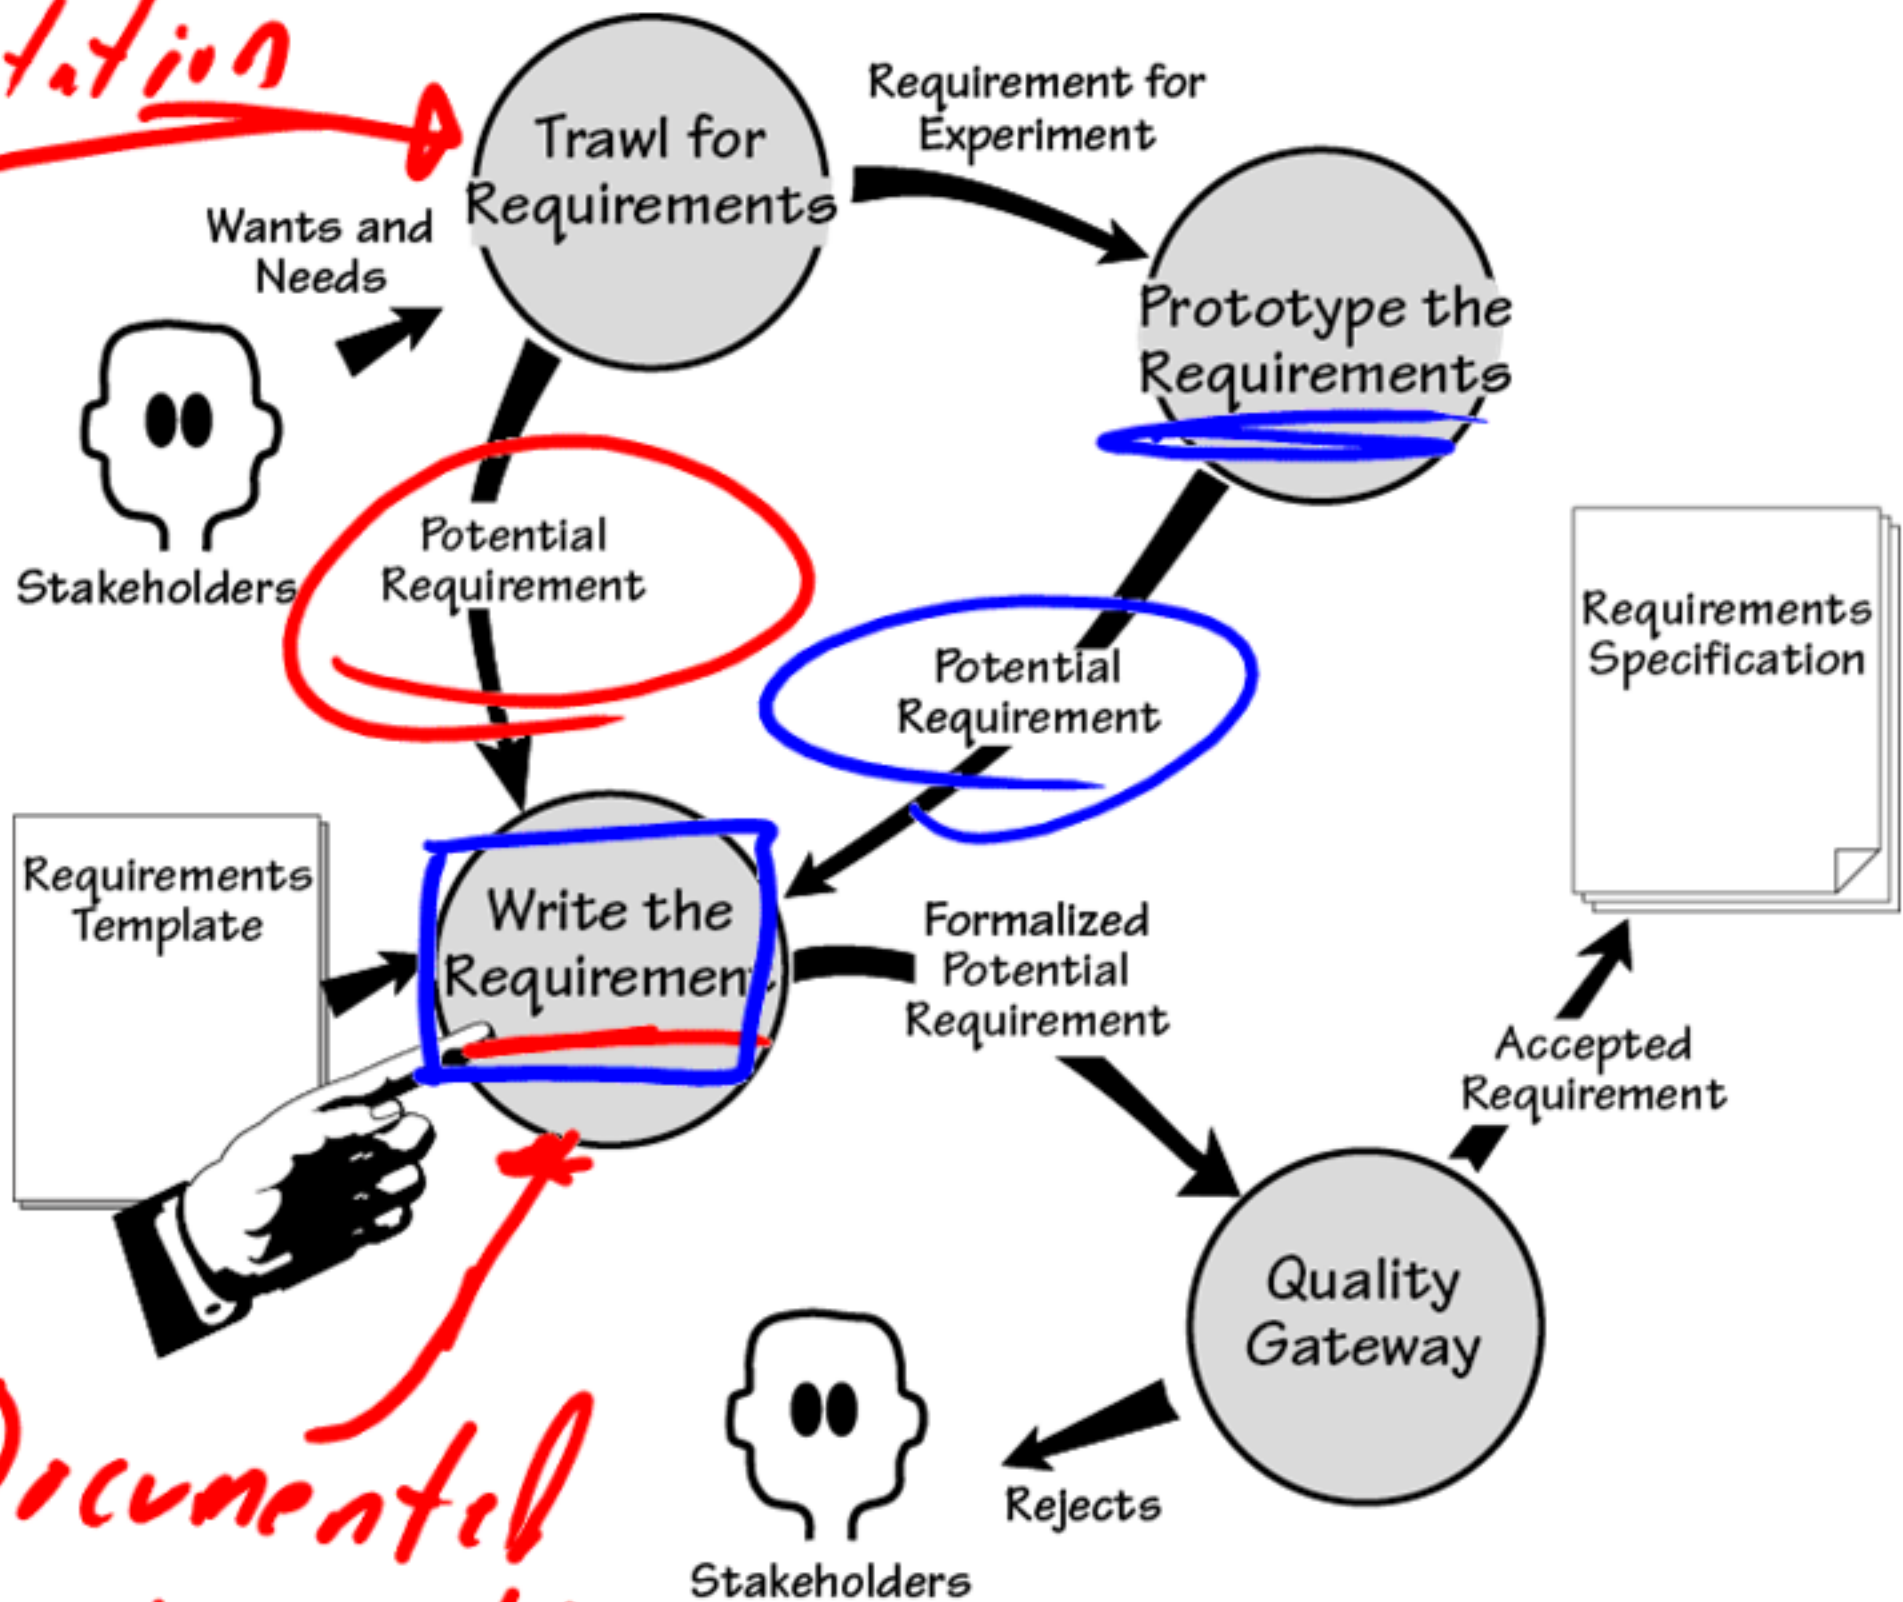 Trawl for
Requirements
Requirement for
Experiment
Wants and
Needs
Prototype the
Requirements
Stakeholders
Potential
Requirement
Potential
Requirement
Requirements
Specification
Requirements
Template
Write the
Requirement
Formalized
Potential
Requirement
Accepted
Requirement
Quality
Gateway
Rejects
Documented
Stakeholders